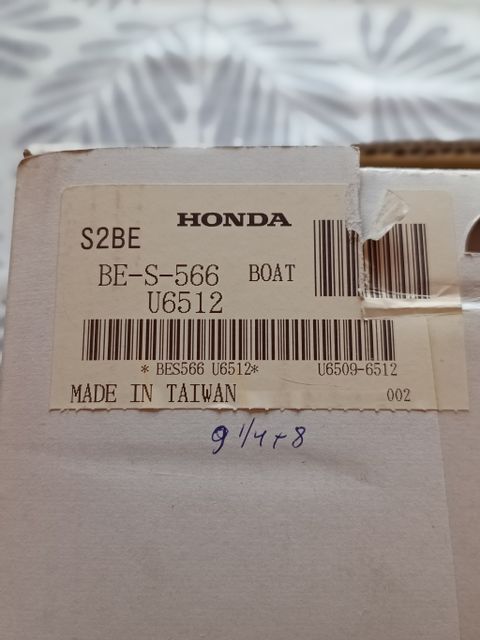 HONDA
S2BE
BE-S-566 BOAT
U6512
* BES566 U6512* U6509-6512
MADE IN TAIWAN 002
9 1/4 + 8